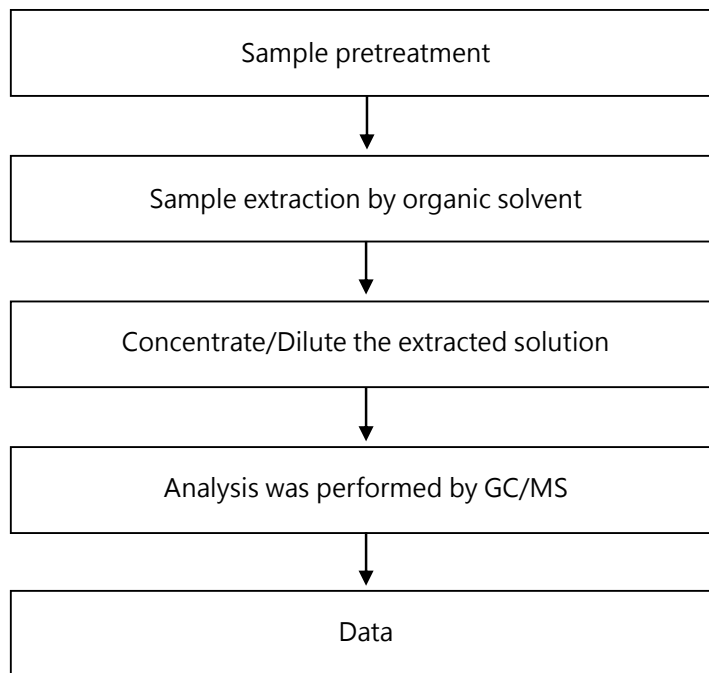 Sample pretreatment
Sample extraction by organic solvent
Concentrate/Dilute the extracted solution
Analysis was performed by GC/MS
Data